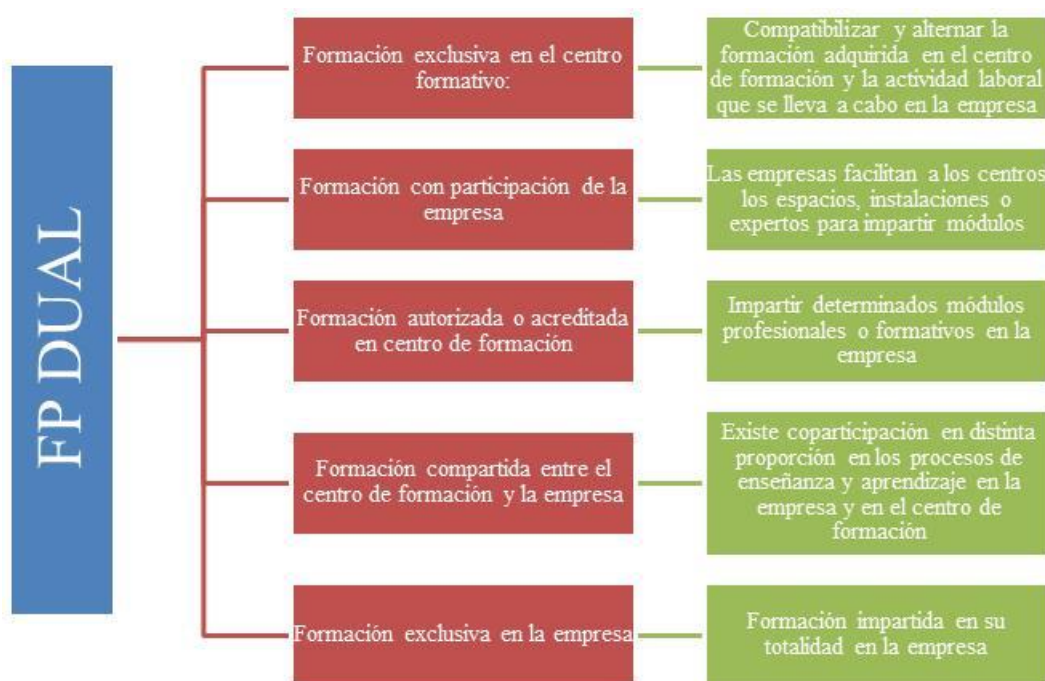 FP DUAL
Formación exclusiva en el centro
formativo:
Compatibilizar y alternar la
formación adquirida en el centro
de formación y la actividad laboral
que se lleva a cabo en la empresa
Formación con participación de la
empresa
Las empresas facilitan a los centros
los espacios, instalaciones o
expertos para impartir módulos
Formación autorizada o acreditada
en centro de formación
Impartir determinados módulos
profesionales o formativos en la
empresa
Formación compartida entre el
centro de formación y la empresa
Existe coparticipación en distinta
proporción en los procesos de
enseñanza y aprendizaje en la
empresa y en el centro de
formación
Formación exclusiva en la empresa
Formación impartida en su
totalidad en la empresa